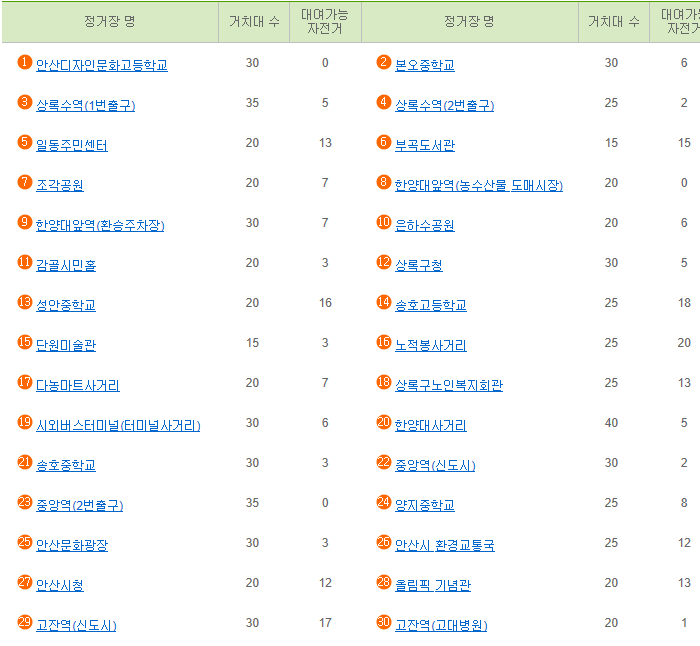 정거장 명 거치대 수 대여가능 자전거 정거장 명 거치대 수 대여가능 자전거
1 안산디자인문화고등학교 30 0 2 본오중학교 30 6
3 상록수역(1번출구) 35 5 4 상록수역(2번출구) 25 2
5 일동주민센터 20 13 6 부곡도서관 15 15
7 조각공원 20 7 8 한양대앞역(농수산물 도매시장) 20 0
9 한양대앞역(환승주차장) 30 7 10 은하수공원 20 6
11 감골시민홀 20 3 12 상록구청 30 5
13 성안중학교 20 16 14 송호고등학교 25 18
15 단원미술관 15 3 16 노적봉사거리 25 20
17 다농마트사거리 20 7 18 상록구노인복지회관 25 13
19 시외버스터미널(터미널사거리) 30 6 20 한양대사거리 40 5
21 송호중학교 30 3 22 중앙역(신도시) 30 2
23 중앙역(2번출구) 35 0 24 양지중학교 25 8
25 안산문화광장 30 3 26 안산시 환경교통국 25 12
27 안산시청 20 12 28 올림픽 기념관 20 13
29 고잔역(신도시) 30 17 30 고잔역(고대병원) 20 1